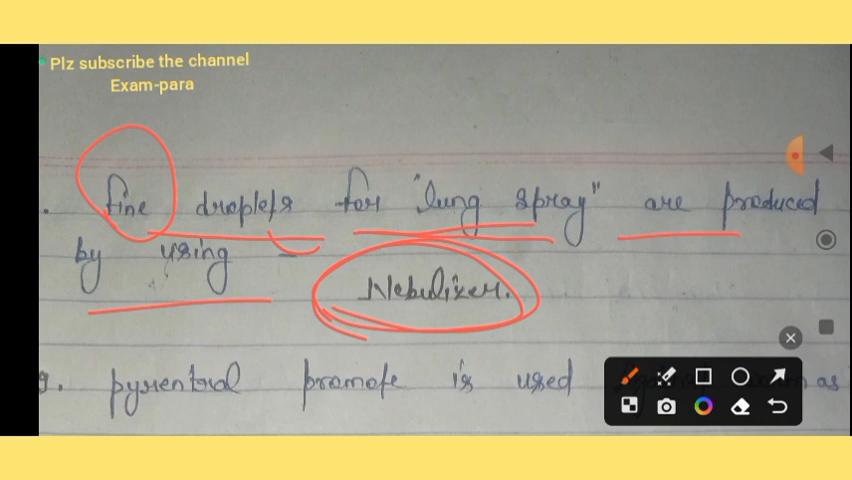 Plz subscribe the channel
Exam-para
. fine droplets for "lung spray" are produced
by using -
Nebulizer.
9. pyrentral promote is used as